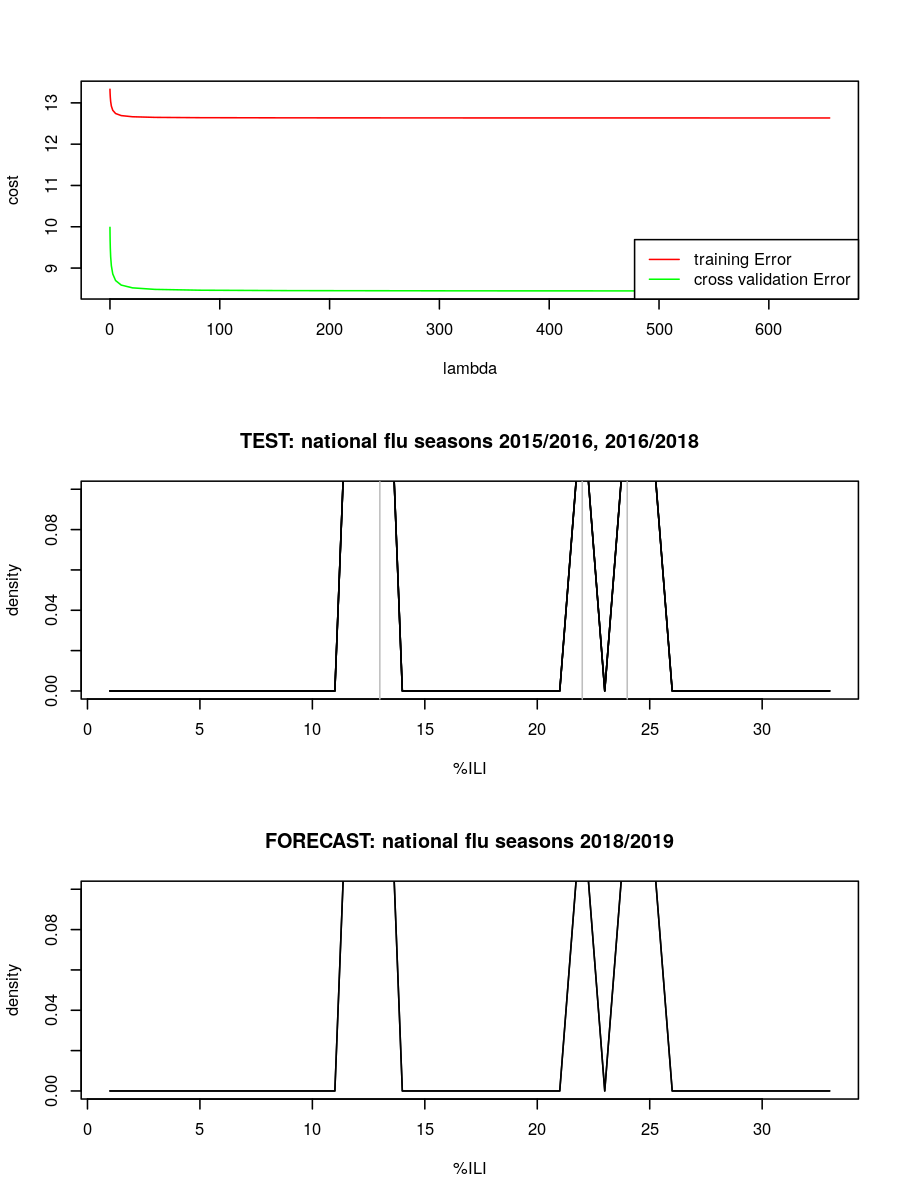 13
12
11
10
9
cost
training Error
cross validation Error
0 100 200 300 400 500 600
lambda
TEST: national flu seasons 2015/2016, 2016/2018
0.08
0.04
0.00
density
0 5 10 15 20 25 30
%ILI
FORECAST: national flu seasons 2018/2019
0.08
0.04
0.00
density
0 5 10 15 20 25 30
%ILI